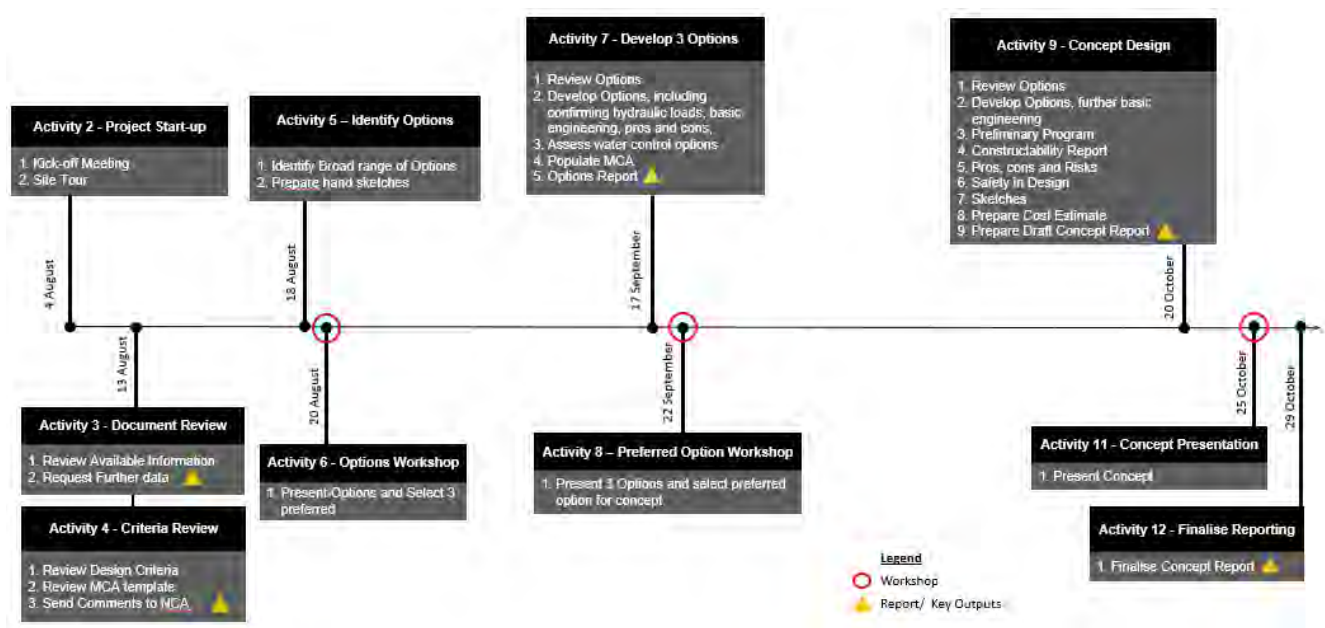 Activity 2 - Project Start-up
1. Kick-off Meeting
2. Site Tour
4 August
13 August
Activity 3 - Document Review
1. Review Available Information
2. Request Further data
Activity 4 - Criteria Review
1. Review Design Criteria
2. Review MCA template
3. Send Comments to NCA
Activity 5 – Identify Options
1. Identify Broad range of Options
2. Prepare hand sketches
18 August
20 August
Activity 6 - Options Workshop
1. Present Options and Select 3
preferred
Activity 7 - Develop 3 Options
1. Review Options
2. Develop Options, including
confirming hydraulic loads, basic
engineering, pros and cons,
3. Assess water control options
4. Populate MCA
5. Options Report
17 September
22 September
Activity 8 – Preferred Option Workshop
1. Present 3 Options and select preferred
option for concept
Activity 9 - Concept Design
1. Review Options
2. Develop Options, further basic
engineering
3. Preliminary Program
4. Constructability Report
5. Pros, cons and Risks
6. Safety in Design
7. Sketches
8. Prepare Cost Estimate
9. Prepare Draft Concept Report
20 October
25 October
29 October
Activity 11 - Concept Presentation
1. Present Concept
Activity 12 - Finalise Reporting
1. Finalise Concept Report
Legend
Workshop
Report/ Key Outputs